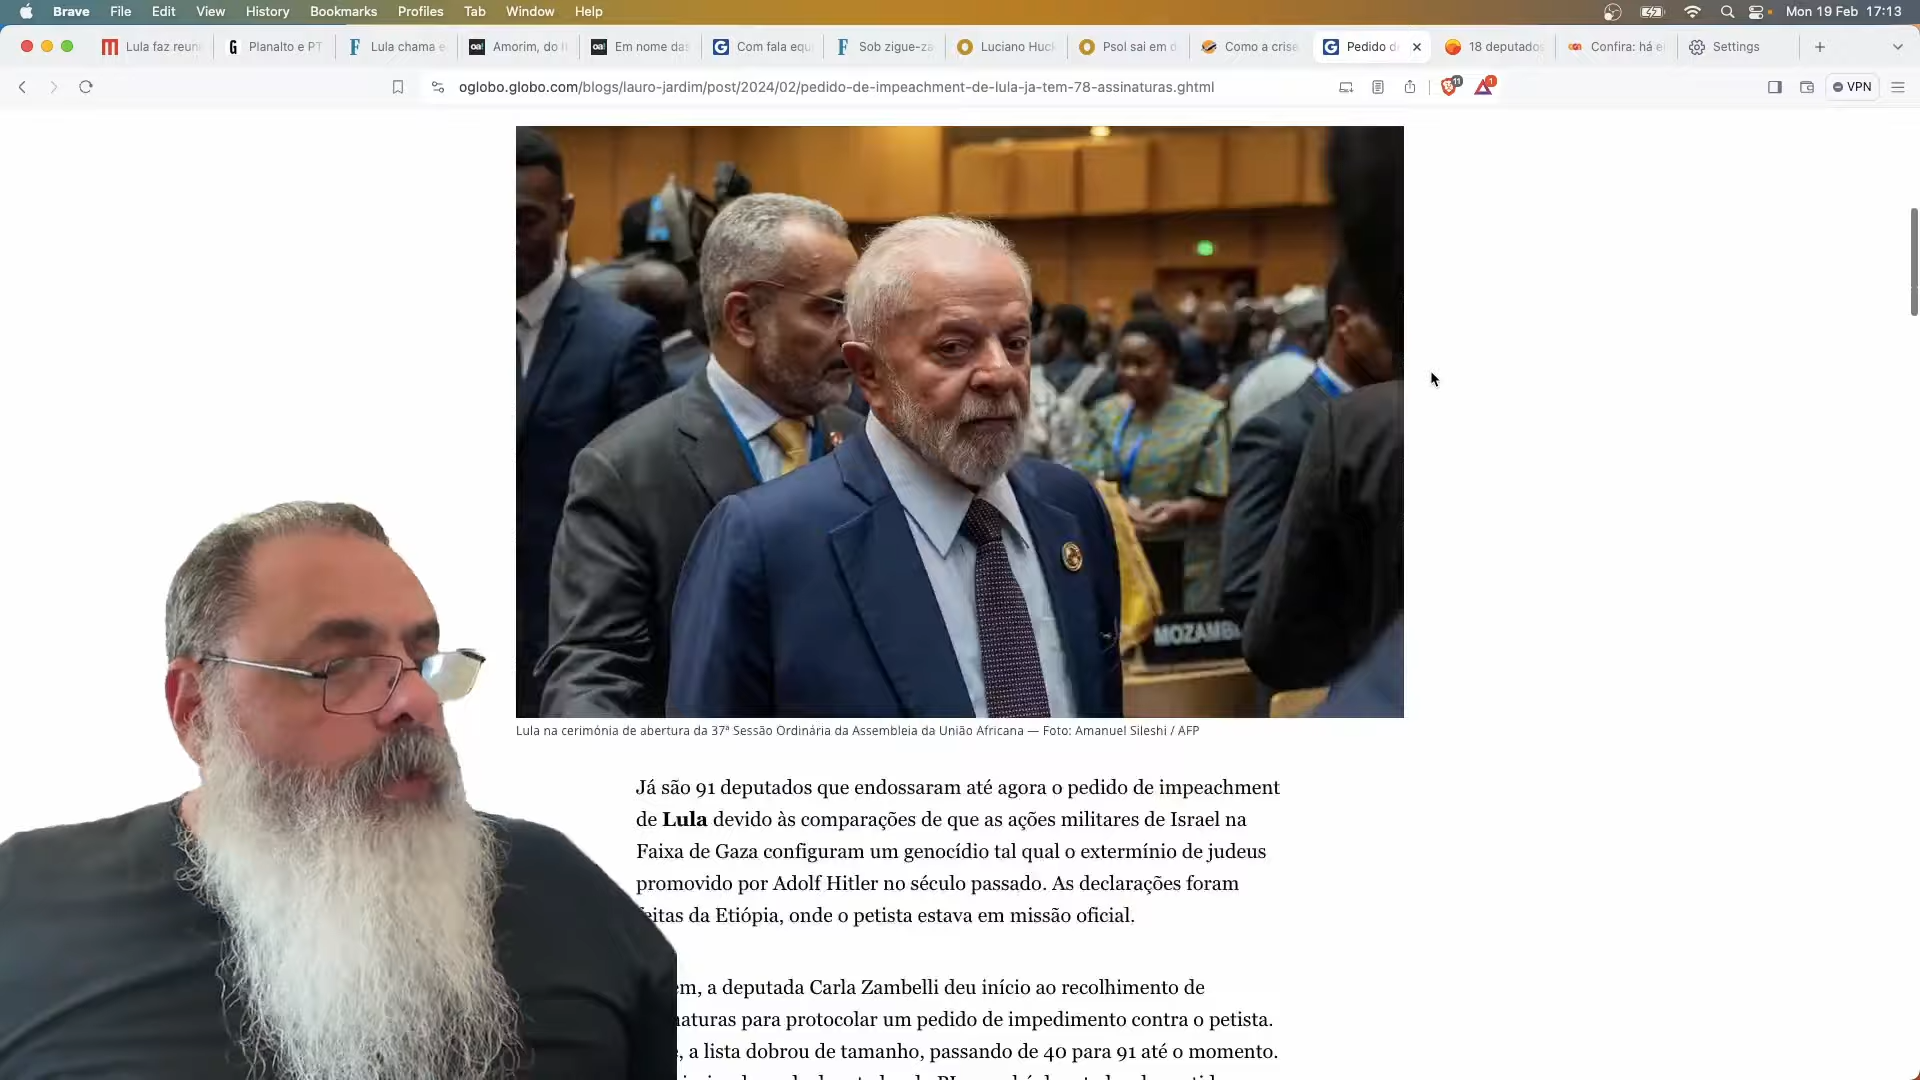 Brave File Edit View History Bookmarks Profiles Tab Window Help Mon 19 Feb 17:13
Lula faz reun Planalto e PT Lula chama e Amorim, do I Em nome das Com fala equ Sob zigue-za Luciano Huck Psol sai em d Como a crise Pedido d 18 deputados Confira: há e Settings
oglobo.globo.com/blogs/lauro-jardim/post/2024/02/pedido-de-impeachment-de-lula-ja-tem-78-assinaturas.ghtml 11 1 VPN
MOZAMB
Lula na cerimônia de abertura da 37ª Sessão Ordinária da Assembleia da União Africana — Foto: Amanuel Sileshi / AFP
Já são 91 deputados que endossaram até agora o pedido de impeachment
de Lula devido às comparações de que as ações militares de Israel na
Faixa de Gaza configuram um genocídio tal qual o extermínio de judeus
promovido por Adolf Hitler no século passado. As declarações foram
feitas da Etiópia, onde o petista estava em missão oficial.
em, a deputada Carla Zambelli deu início ao recolhimento de
naturas para protocolar um pedido de impedimento contra o petista.
e, a lista dobrou de tamanho, passando de 40 para 91 até o momento.